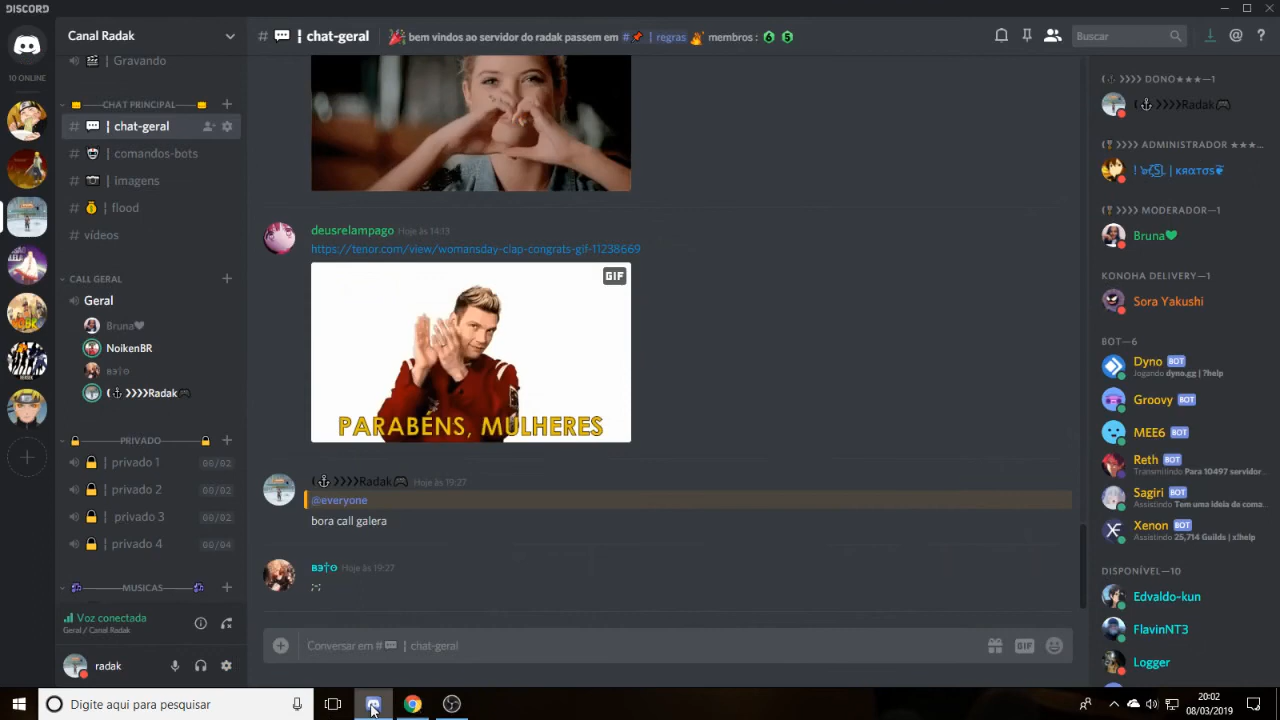 DISCORD
Canal Radak
# | chat-geral
bem vindos ao servidor do radak passem em # | regras membros :
Buscar
10 ONLINE
| Gravando
CHAT PRINCIPAL
# | chat-geral
# | comandos-bots
# | imagens
# | flood
# vídeos
CALL GERAL
Geral
Bruna
NoikenBR
( »»Radak
PRIVADO
| privado 1 00/02
| privado 2 00/02
| privado 3 00/02
| privado 4 00/04
MUSICAS
Voz conectada
Geral / Canal Radak
radak
deusrelampago Hoje às 14:13
https://tenor.com/view/womansday-clap-congrats-gif-11238669
GIF
PARABÉNS, MULHERES
( »»Radak Hoje às 19:27
@everyone
bora call galera
Hoje às 19:27
;-;
Conversar em # | chat-geral
GIF
DONO★★★—1
( »»Radak
ADMINISTRADOR ★★★...
MODERADOR—1
Bruna
KONOHA DELIVERY—1
Sora Yakushi
BOT—6
Dyno BOT
Jogando dyno.gg | ?help
Groovy BOT
MEE6 BOT
Reth BOT
Transmitindo Para 10497 servidor...
Sagiri BOT
Assistindo Tem uma ideia de coma...
Xenon BOT
Assistindo 25,714 Guilds | x!help
DISPONÍVEL—10
Edvaldo-kun
FlavinNT3
Logger
Digite aqui para pesquisar
20:02
08/03/2019